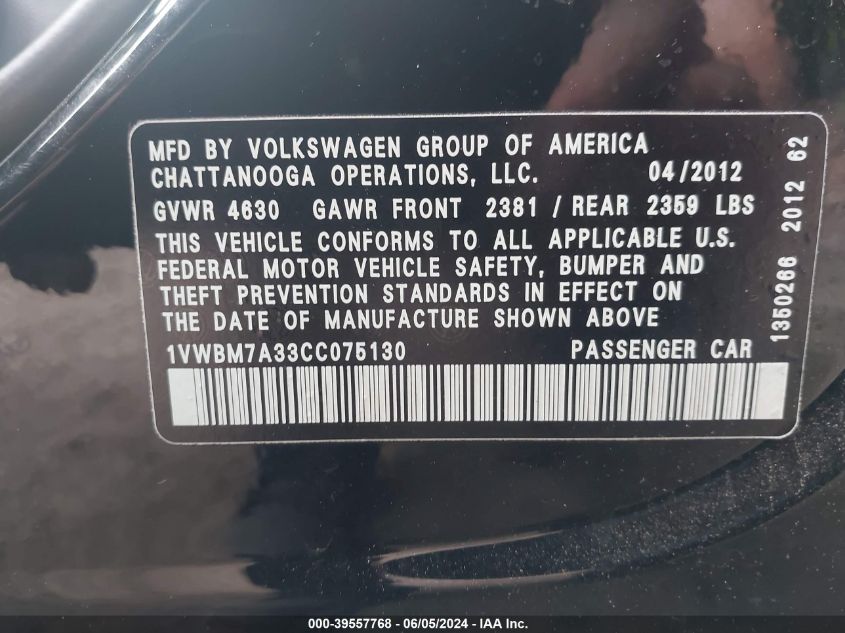 MFD BY VOLKSWAGEN GROUP OF AMERICA
CHATTANOOGA OPERATIONS, LLC. 04/2012
GVWR 4630 GAWR FRONT 2381 / REAR 2359 LBS
THIS VEHICLE CONFORMS TO ALL APPLICABLE U.S.
FEDERAL MOTOR VEHICLE SAFETY, BUMPER AND
THEFT PREVENTION STANDARDS IN EFFECT ON
THE DATE OF MANUFACTURE SHOWN ABOVE
1VWBM7A33CC075130 PASSENGER CAR
1350266 2012 62
000-39557768 - 06/05/2024 - IAA Inc.